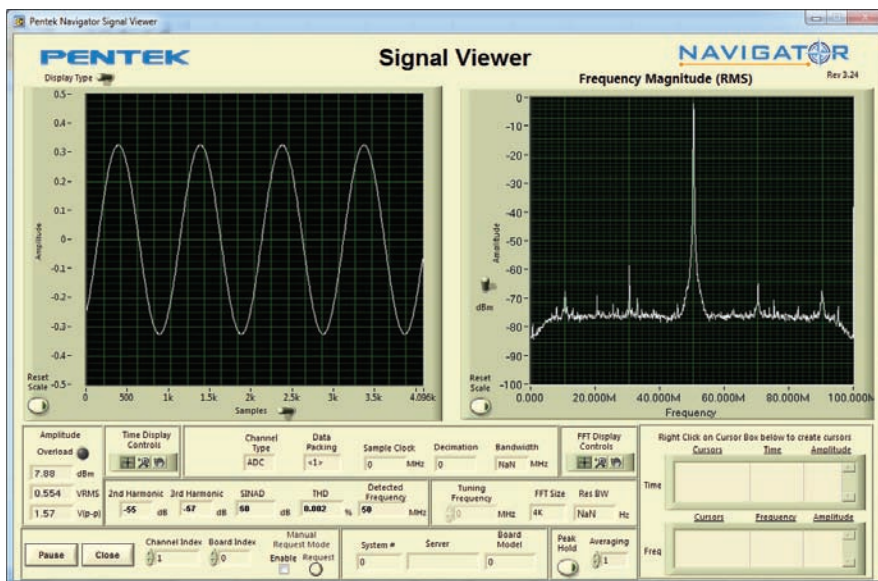 Pentek Navigator Signal Viewer
PENTEK
Signal Viewer
NAVIGATOR
Rev 3.24
Display Type
Frequency Magnitude (RMS)
0.5
0.4
0.3
0.2
0.1
0
-0.1
-0.2
-0.3
-0.4
-0.5
Amplitude
0
500
1k
1.5k
2k
2.5k
3k
3.5k
4.096k
Samples
Reset Scale
0
-10
-20
-30
-40
-50
-60
-70
-80
-90
-100
Amplitude
dBm
0.000
20.000M
40.000M
60.000M
80.000M
100.000M
Frequency
Reset Scale
Amplitude
Overload
7.88 dBm
0.554 VRMS
1.57 V(p-p)
Time Display Controls
Channel Type
ADC
Data Packing
<1>
Sample Clock
0 MHz
Decimation
0
Bandwidth
NaN MHz
FFT Display Controls
2nd Harmonic
-55 dB
3rd Harmonic
-67 dB
SINAD
60 dB
THD
0.002 %
Detected Frequency
50 MHz
Tuning Frequency
0 MHz
FFT Size
4K
Res BW
NaN Hz
Right Click on Cursor Box below to create cursors
Cursors Time Amplitude
Time
Cursors Frequency Amplitude
Freq
Pause
Close
Channel Index
1
Board Index
0
Manual Request Mode
Enable Request
System #
0
Server
Board Model
0
Peak Hold
Averaging
1